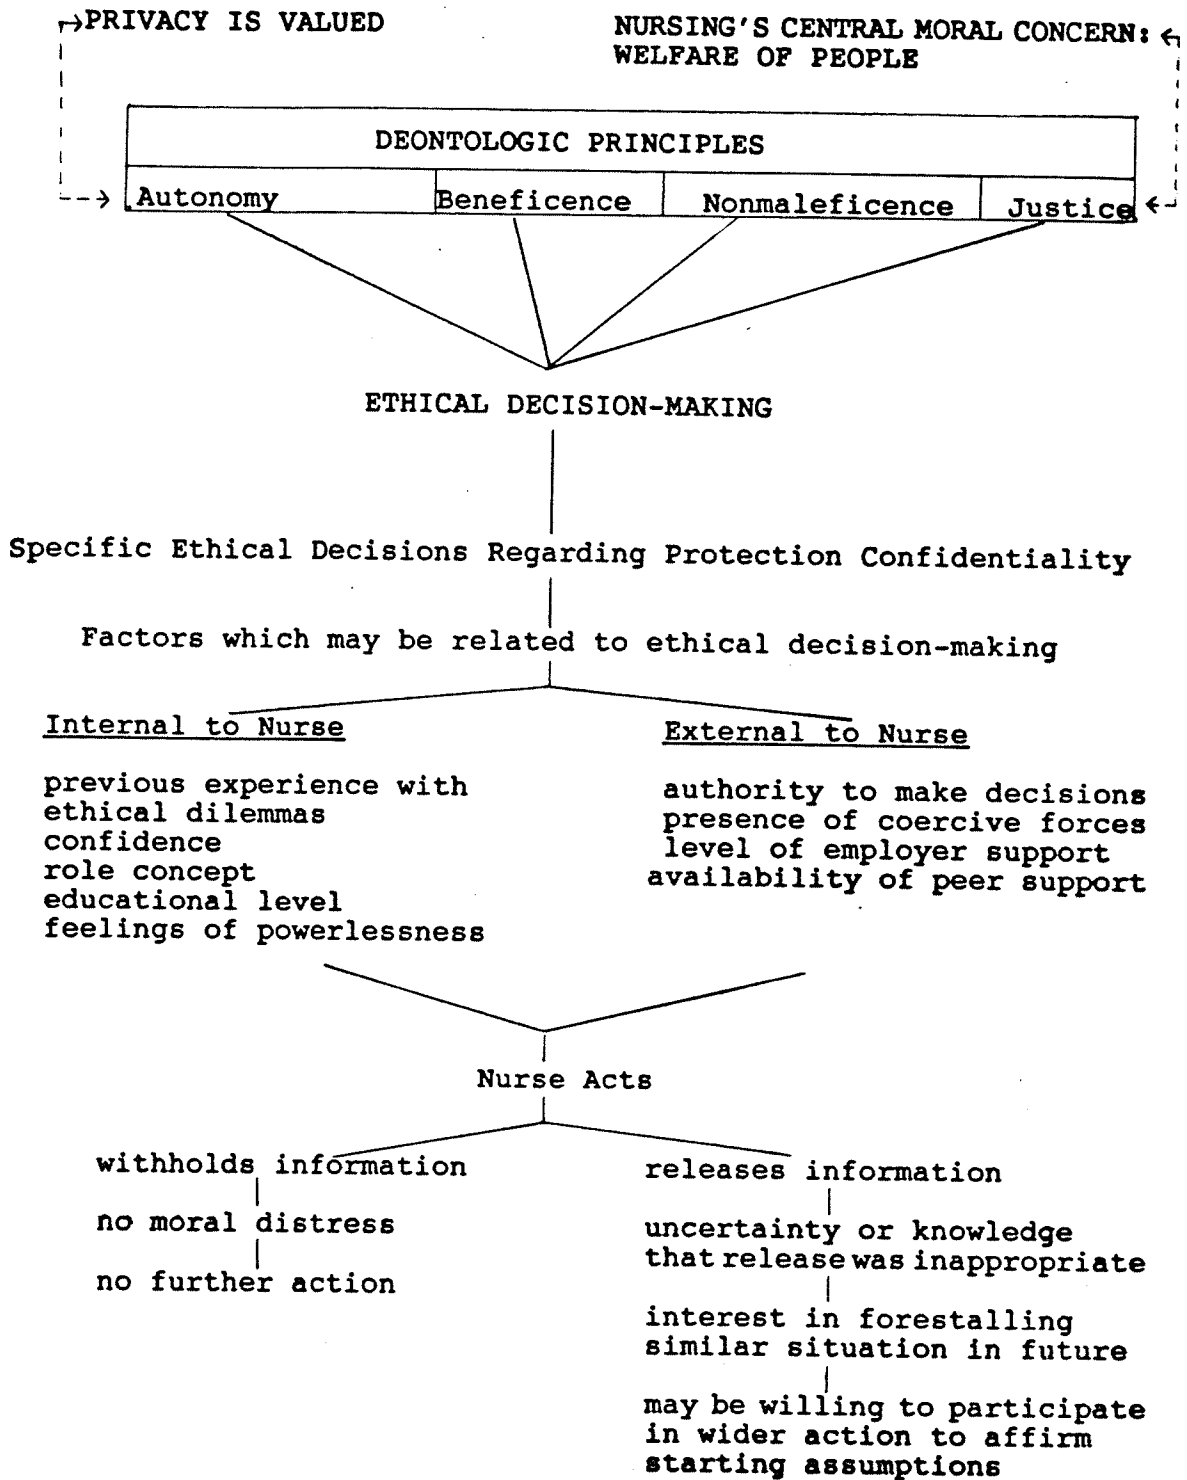 PRIVACY IS VALUED
NURSING'S CENTRAL MORAL CONCERN:
WELFARE OF PEOPLE
DEONTOLOGIC PRINCIPLES
Autonomy Beneficence Nonmaleficence Justice
ETHICAL DECISION-MAKING
Specific Ethical Decisions Regarding Protection Confidentiality
Factors which may be related to ethical decision-making
Internal to Nurse
previous experience with
ethical dilemmas
confidence
role concept
educational level
feelings of powerlessness
External to Nurse
authority to make decisions
presence of coercive forces
level of employer support
availability of peer support
Nurse Acts
withholds information
no moral distress
no further action
releases information
uncertainty or knowledge
that release was inappropriate
interest in forestalling
similar situation in future
may be willing to participate
in wider action to affirm
starting assumptions